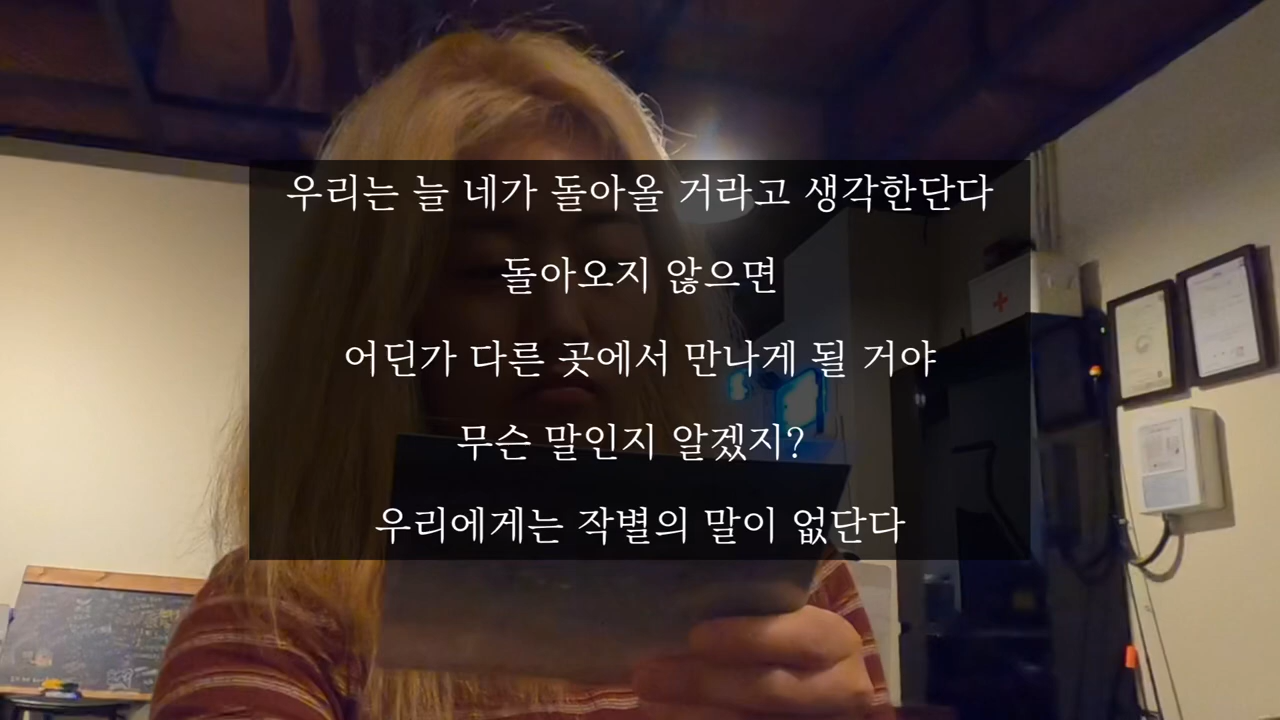 우리는 늘 네가 돌아올 거라고 생각한단다
돌아오지 않으면
어딘가 다른 곳에서 만나게 될 거야
무슨 말인지 알겠지?
우리에게는 작별의 말이 없단다